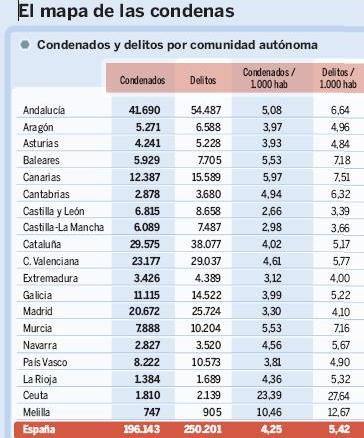 El mapa de las condenas
Condenados y delitos por comunidad autónoma
Condenados Delitos Condenados / 1.000 hab Delitos / 1.000 hab
Andalucía 41.690 54.487 5,08 6,64
Aragón 5.271 6.588 3,97 4,96
Asturias 4.241 5.228 3,93 4,84
Baleares 5.929 7.705 5,53 7,18
Canarias 12.387 15.589 5,97 7,51
Cantabrias 2.878 3.680 4,94 6,32
Castilla y León 6.815 8.658 2,66 3,39
Castilla-La Mancha 6.089 7.487 2,98 3,66
Cataluña 29.575 38.077 4,02 5,17
C. Valenciana 23.177 29.037 4,61 5,77
Extremadura 3.426 4.389 3,12 4,00
Galicia 11.115 14.522 3,99 5,22
Madrid 20.672 25.724 3,30 4,10
Murcia 7.888 10.204 5,53 7,16
Navarra 2.827 3.520 4,56 5,67
País Vasco 8.222 10.573 3,81 4,90
La Rioja 1.384 1.689 4,36 5,32
Ceuta 1.810 2.139 23,39 27,64
Melilla 747 905 10,46 12,67
España 196.143 250.201 4,25 5,42